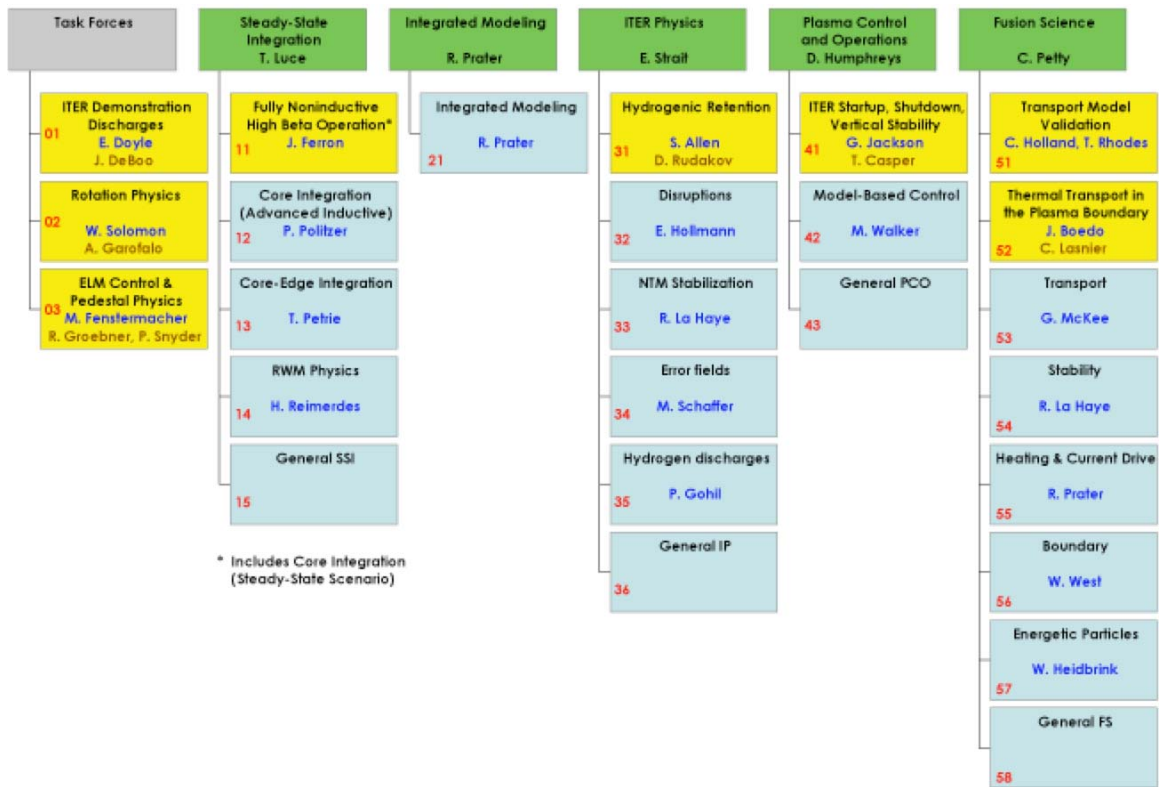 Task Forces
ITER Demonstration
Discharges
01
E. Doyle
J. DeBoo
Rotation Physics
02
W. Solomon
A. Garofalo
ELM Control &
Pedestal Physics
03
M. Fenstermacher
R. Groebner, P. Snyder
Steady-State
Integration
T. Luce
Fully Noninductive
High Beta Operation*
J. Ferron
11
Core Integration
(Advanced Inductive)
P. Politzer
12
Core-Edge Integration
T. Petrie
13
RWM Physics
H. Reimerdes
14
General SSI
15
* Includes Core Integration
(Steady-State Scenario)
Integrated Modeling
R. Prater
Integrated Modeling
R. Prater
21
ITER Physics
E. Strait
Hydrogenic Retention
S. Allen
31
D. Rudakov
Disruptions
E. Hollmann
32
NTM Stabilization
R. La Haye
33
Error fields
M. Schaffer
34
Hydrogen discharges
P. Gohil
35
General IP
36
Plasma Control
and Operations
D. Humphreys
ITER Startup, Shutdown,
Vertical Stability
G. Jackson
41
T. Casper
Model-Based Control
M. Walker
42
General PCO
43
Fusion Science
C. Petty
Transport Model
Validation
C. Holland, T. Rhodes
51
Thermal Transport in
the Plasma Boundary
J. Boedo
C. Lasnier
52
Transport
G. McKee
53
Stability
R. La Haye
54
Heating & Current Drive
R. Prater
55
Boundary
W. West
56
Energetic Particles
W. Heidbrink
57
General FS
58